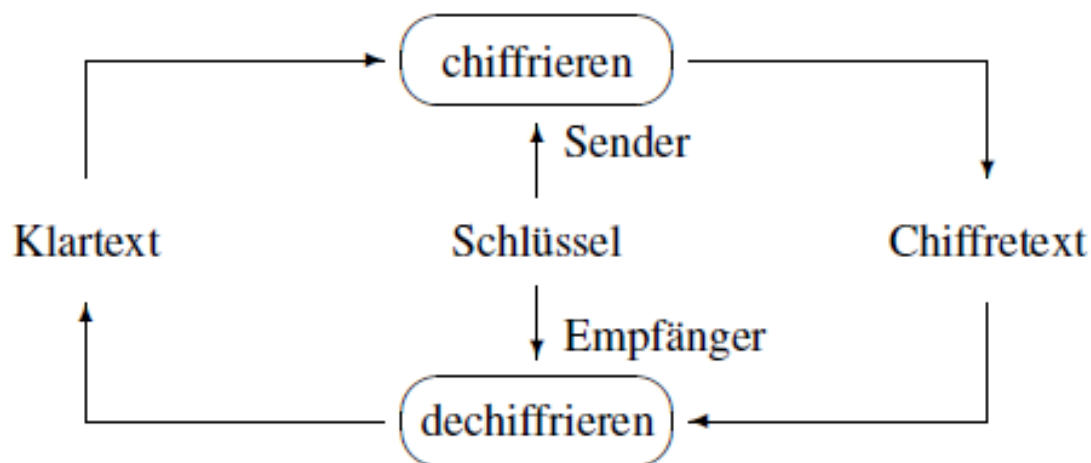 chiffrieren
Sender
Klartext Schlüssel Chiffretext
Empfänger
dechiffrieren